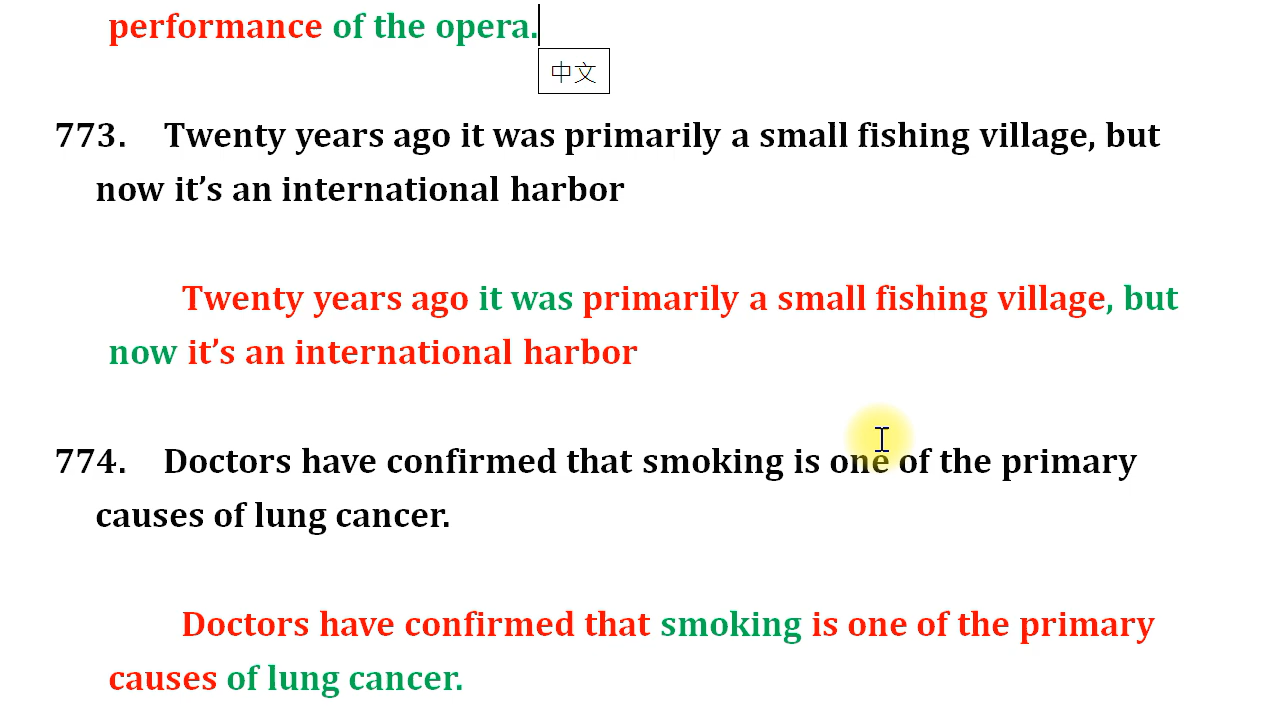 performance of the opera.
中文
773. Twenty years ago it was primarily a small fishing village, but
now it’s an international harbor
Twenty years ago it was primarily a small fishing village, but
now it’s an international harbor
774. Doctors have confirmed that smoking is one of the primary
causes of lung cancer.
Doctors have confirmed that smoking is one of the primary
causes of lung cancer.